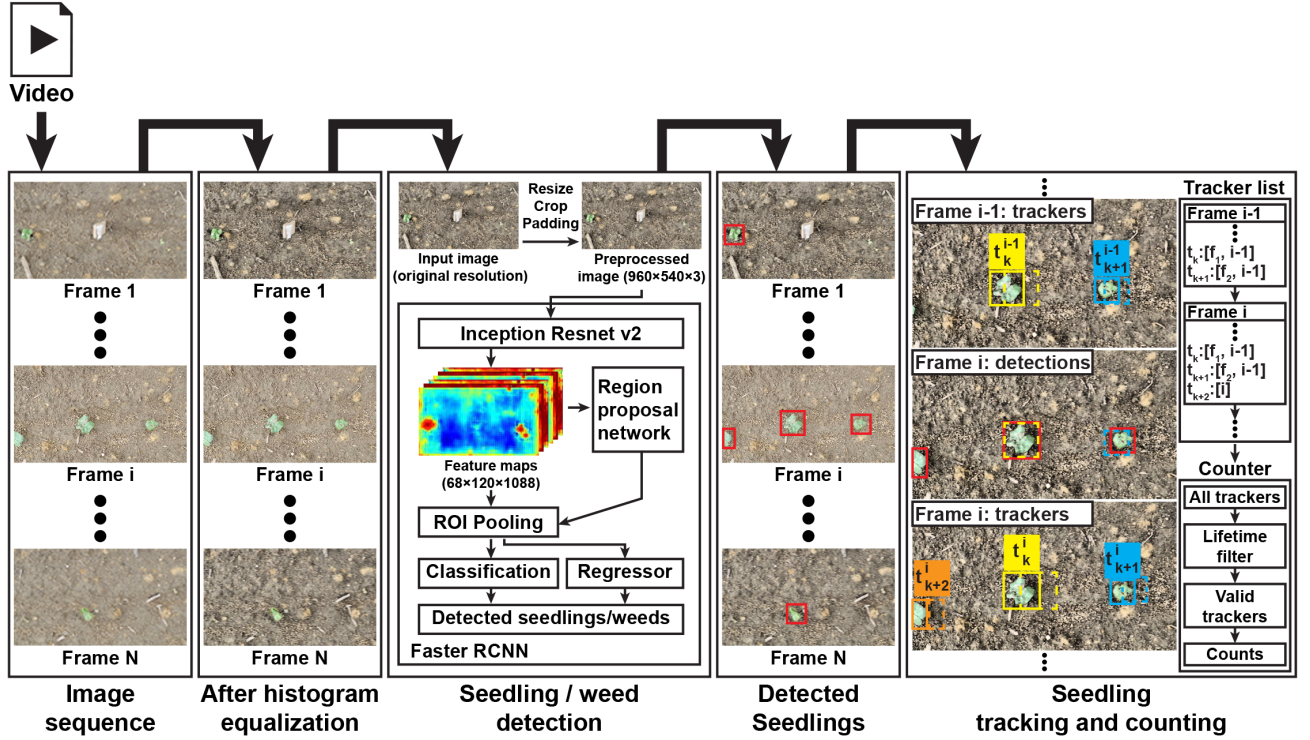 Video
Frame 1
Frame i
Frame N
Image
sequence
Frame 1
Frame i
Frame N
After histogram
equalization
Input image
(original resolution)
Resize
Crop
Padding
Preprocessed
image (960×540×3)
Inception Resnet v2
Feature maps
(68×120×1088)
Region
proposal
network
ROI Pooling
Classification
Regressor
Detected seedlings/weeds
Faster RCNN
Seedling / weed
detection
Frame 1
Frame i
Frame N
Detected
Seedlings
Frame i-1: trackers
t_k^{i-1}
t_{k+1}^{i-1}
Frame i: detections
Frame i: trackers
t_{k+2}^i
t_k^i
t_{k+1}^i
Tracker list
Frame i-1
t_k:[f_1, i-1]
t_{k+1}:[f_2, i-1]
Frame i
t_k:[f_1, i-1]
t_{k+1}:[f_2, i-1]
t_{k+2}:[i]
Counter
All trackers
Lifetime
filter
Valid
trackers
Counts
Seedling
tracking and counting